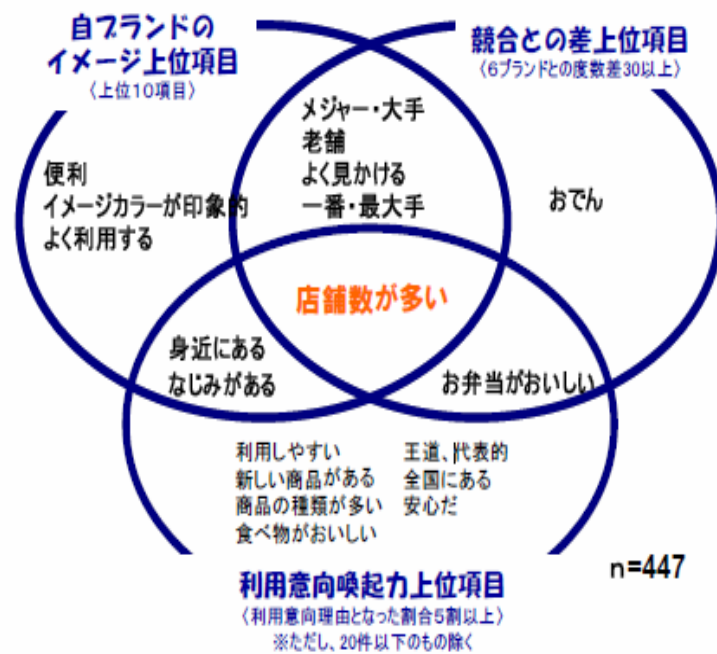 自ブランドの
イメージ上位項目
〈上位10項目〉
競合との差上位項目
〈6ブランドとの度数差30以上〉
便利
イメージカラーが印象的
よく利用する
メジャー・大手
老舗
よく見かける
一番・最大手
おでん
店舗数が多い
身近にある
なじみがある
お弁当がおいしい
利用しやすい
新しい商品がある
商品の種類が多い
食べ物がおいしい
王道、代表的
全国にある
安心だ
利用意向喚起力上位項目
〈利用意向理由となった割合5割以上〉
※ただし、20件以下のもの除く
n=447